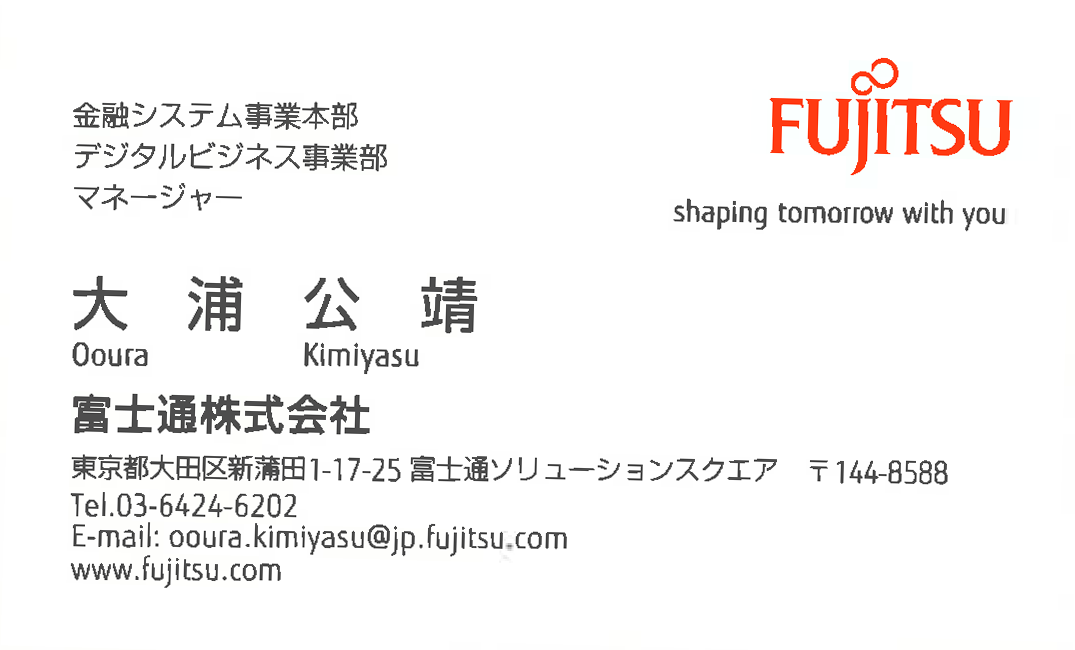 金融システム事業本部
デジタルビジネス事業部
マネージャー
FUJITSU
shaping tomorrow with you
大 浦 公 靖
Ooura Kimiyasu
富士通株式会社
東京都大田区新蒲田1-17-25 富士通ソリューションスクエア 〒144-8588
Tel.03-6424-6202
E-mail: ooura.kimiyasu@jp.fujitsu.com
www.fujitsu.com